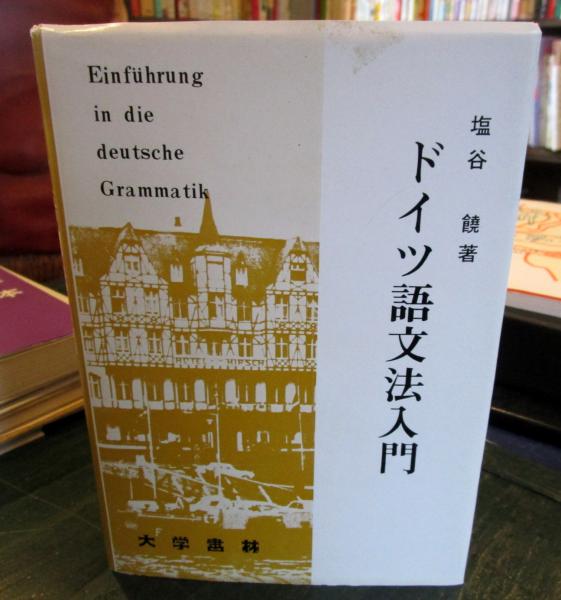 Einführung
in die
deutsche
Grammatik
塩谷 饒 著
ドイツ語文法入門
大学書林